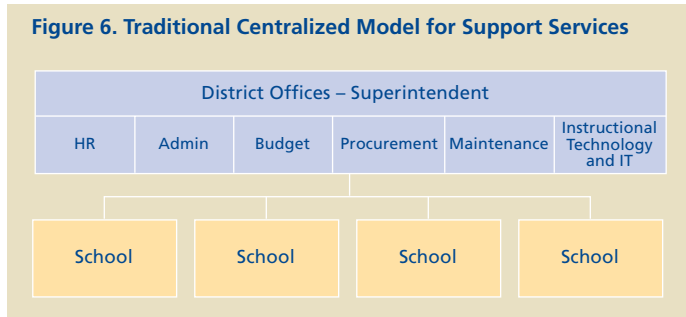 Figure 6. Traditional Centralized Model for Support Services
District Offices – Superintendent
HR
Admin
Budget
Procurement
Maintenance
Instructional
Technology
and IT
School
School
School
School